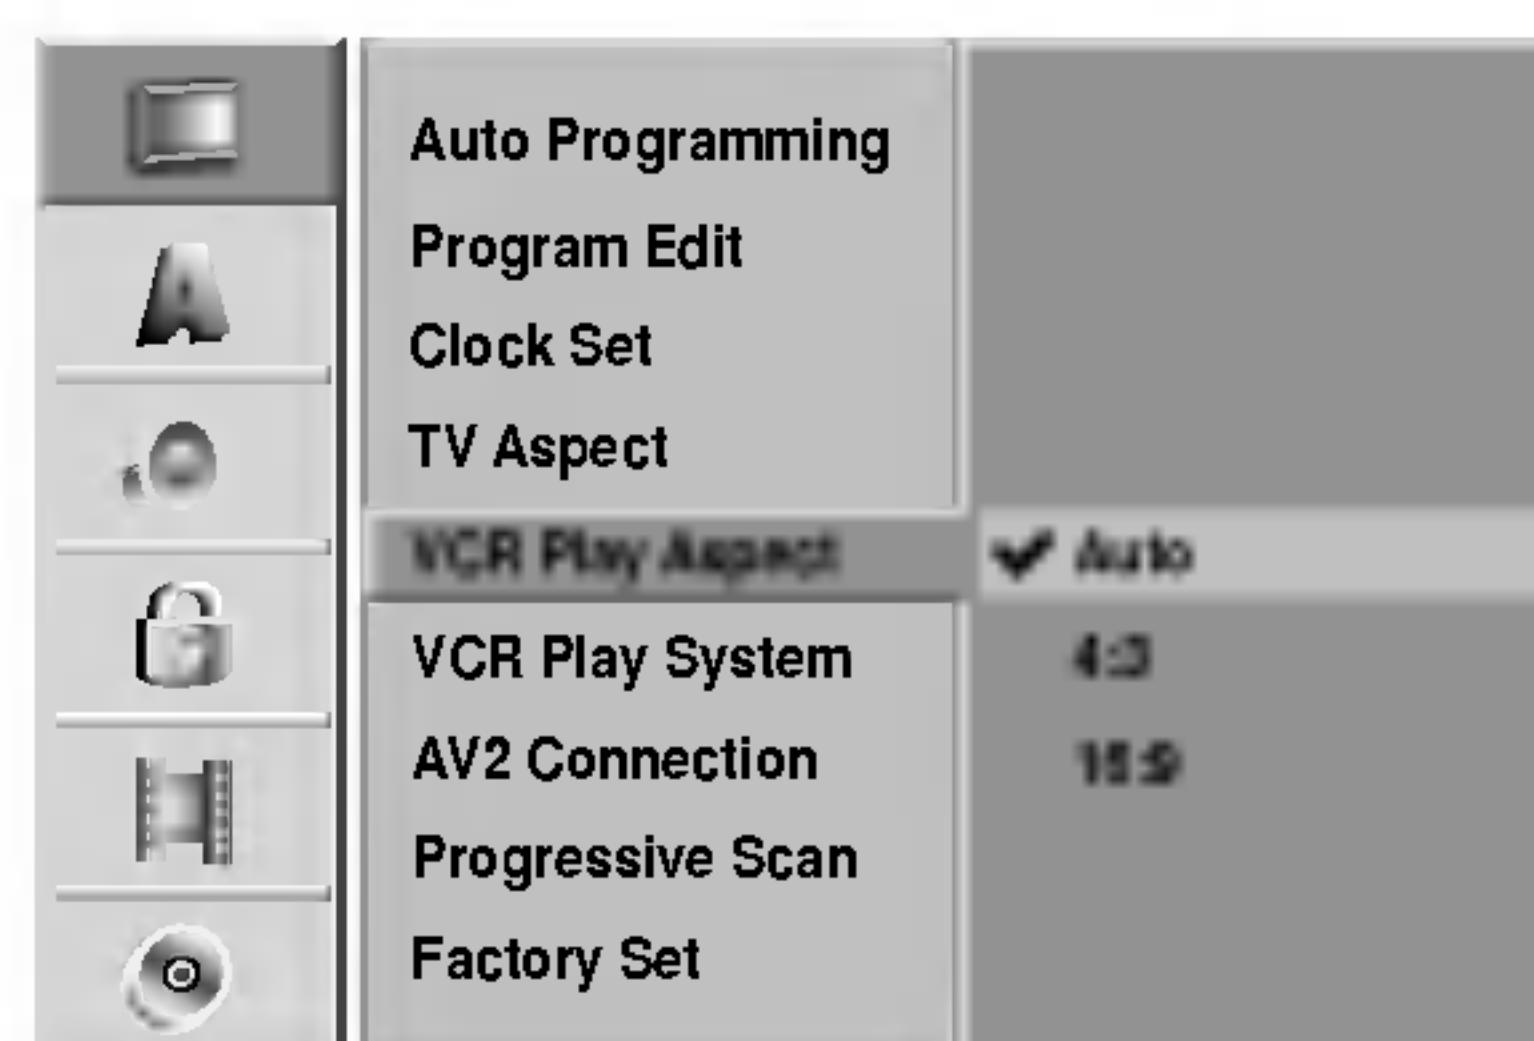 Auto Programming
Program Edit
Clock Set
TV Aspect
VCR Play Aspect
Auto
4:3
16:9
VCR Play System
AV2 Connection
Progressive Scan
Factory Set